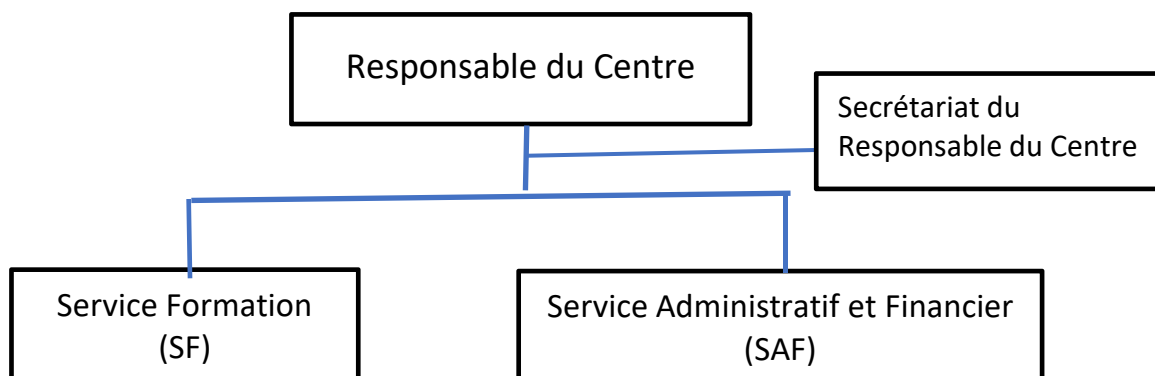 Responsable du Centre
Secrétariat du
Responsable du Centre
Service Formation
(SF)
Service Administratif et Financier
(SAF)